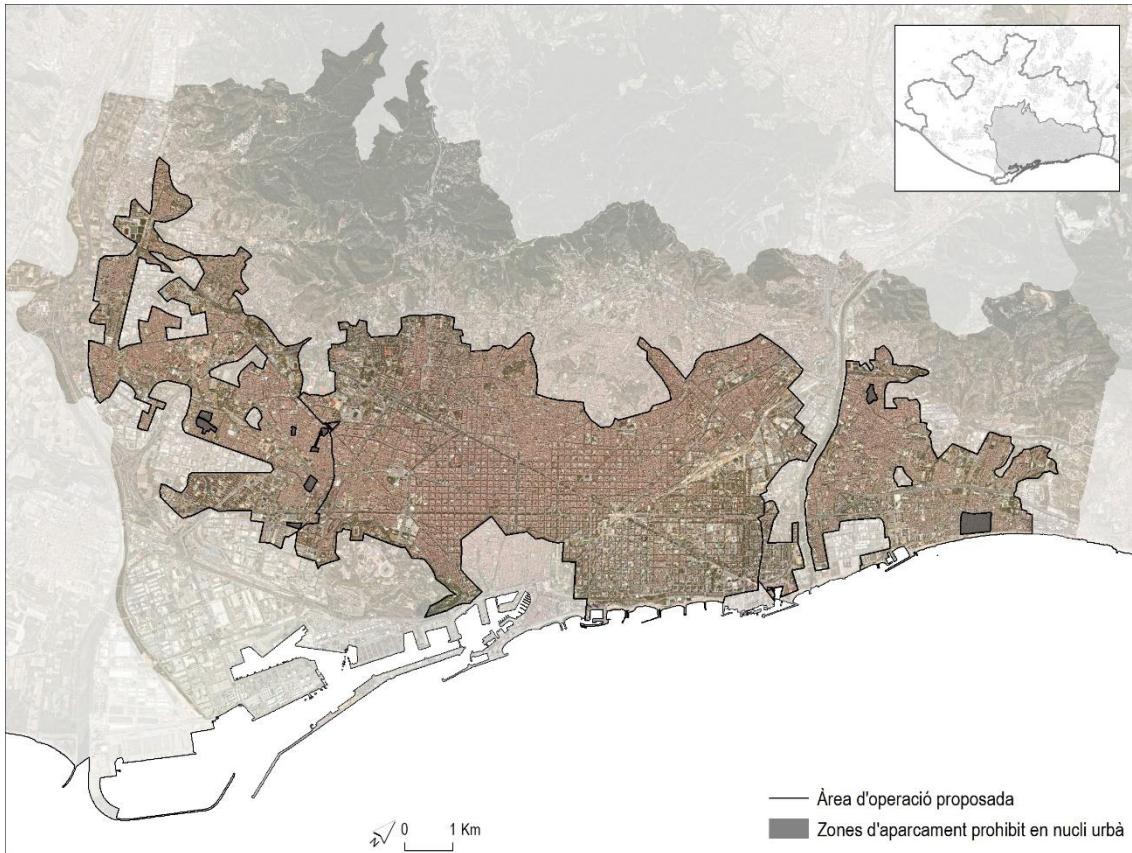 Àrea d'operació proposada
Zones d'aparcament prohibit en nucli urbà
N 0 1 Km